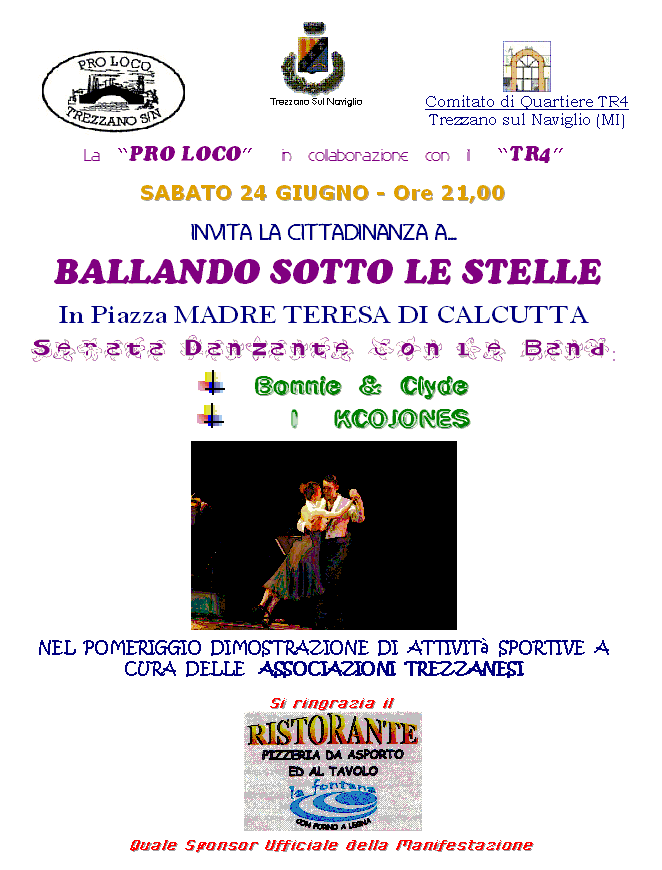 PRO LOCO
TREZZANO S/N
Trezzano Sul Naviglio
Comitato di Quartiere TR4
Trezzano sul Naviglio (MI)
La “PRO LOCO” in collaborazione con il “TR4”
SABATO 24 GIUGNO - Ore 21,00
INVITA LA CITTADINANZA A...
BALLANDO SOTTO LE STELLE
In Piazza MADRE TERESA DI CALCUTTA
Serata Danzante con le Band:
Bonnie & Clyde
I KCOJONES
NEL POMERIGGIO DIMOSTRAZIONE DI ATTIVITà SPORTIVE A
CURA DELLE ASSOCIAZIONI TREZZANESI
Si ringrazia il
RISTORANTE
PIZZERIA DA ASPORTO
ED AL TAVOLO
la fontana
CON FORNO A LEGNA
Quale Sponsor Ufficiale della Manifestazione